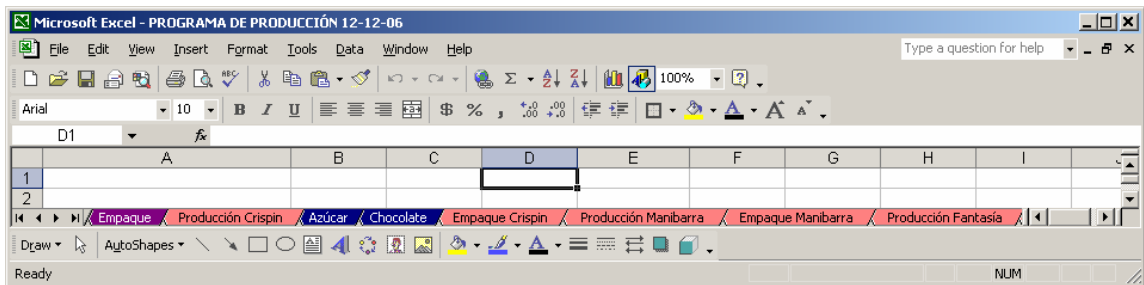 Microsoft Excel - PROGRAMA DE PRODUCCIÓN 12-12-06
File Edit View Insert Format Tools Data Window Help Type a question for help
ABC Σ 100%
Arial 10 B I U $ % , A A A
D1 fx
A B C D E F G H I J
1
2
Empaque Producción Crispin Azúcar Chocolate Empaque Crispin Producción Manibarra Empaque Manibarra Producción Fantasía
Draw AutoShapes A A
Ready NUM